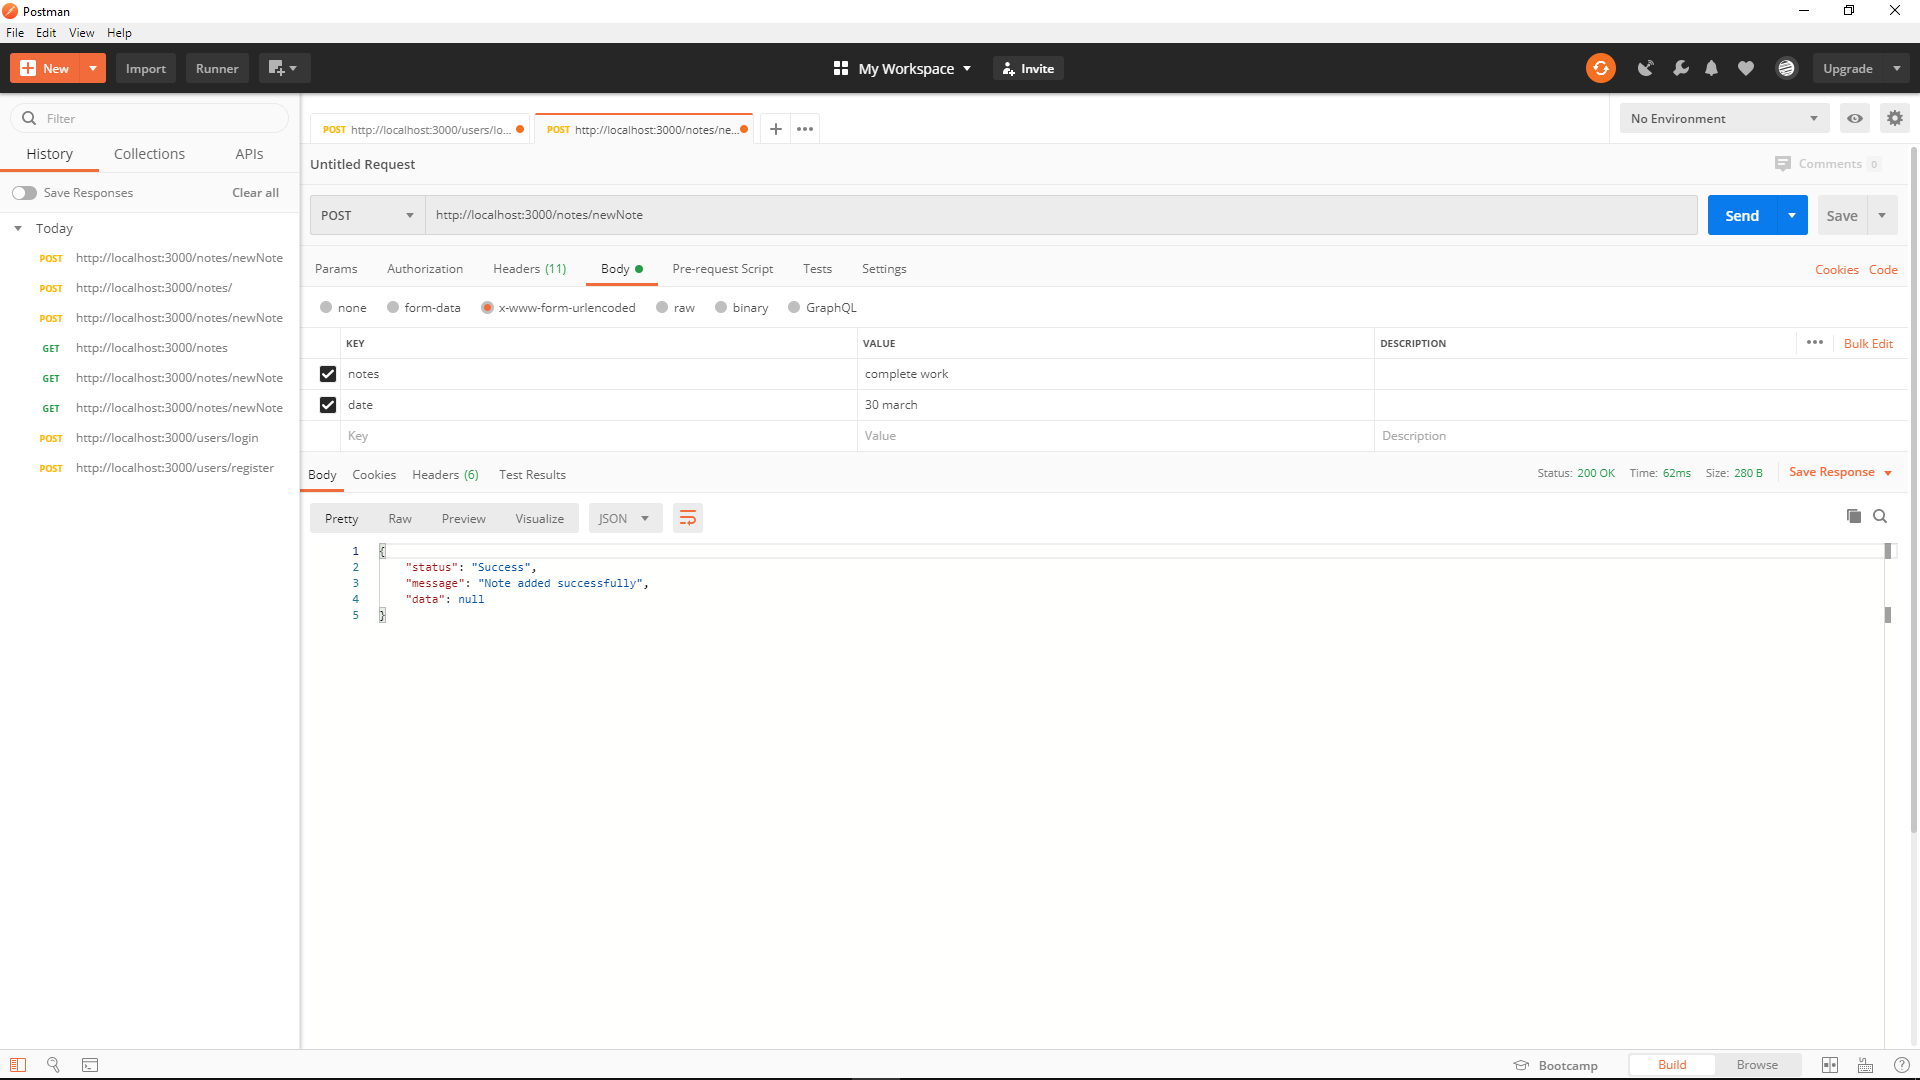 Postman
File Edit View Help
New Import Runner My Workspace Invite Upgrade
Filter
History Collections APIs
Save Responses Clear all
Today
POST http://localhost:3000/notes/newNote
POST http://localhost:3000/notes/
POST http://localhost:3000/notes/newNote
GET http://localhost:3000/notes
GET http://localhost:3000/notes/newNote
GET http://localhost:3000/notes/newNote
POST http://localhost:3000/users/login
POST http://localhost:3000/users/register
POST http://localhost:3000/users/lo... POST http://localhost:3000/notes/ne... No Environment
Untitled Request Comments 0
POST http://localhost:3000/notes/newNote Send Save
Params Authorization Headers (11) Body Pre-request Script Tests Settings Cookies Code
none form-data x-www-form-urlencoded raw binary GraphQL
KEY VALUE DESCRIPTION Bulk Edit
notes complete work
date 30 march
Key Value Description
Body Cookies Headers (6) Test Results Status: 200 OK Time: 62ms Size: 280 B Save Response
Pretty Raw Preview Visualize JSON
1 {
2 "status": "Success",
3 "message": "Note added successfully",
4 "data": null
5 }
Bootcamp Build Browse